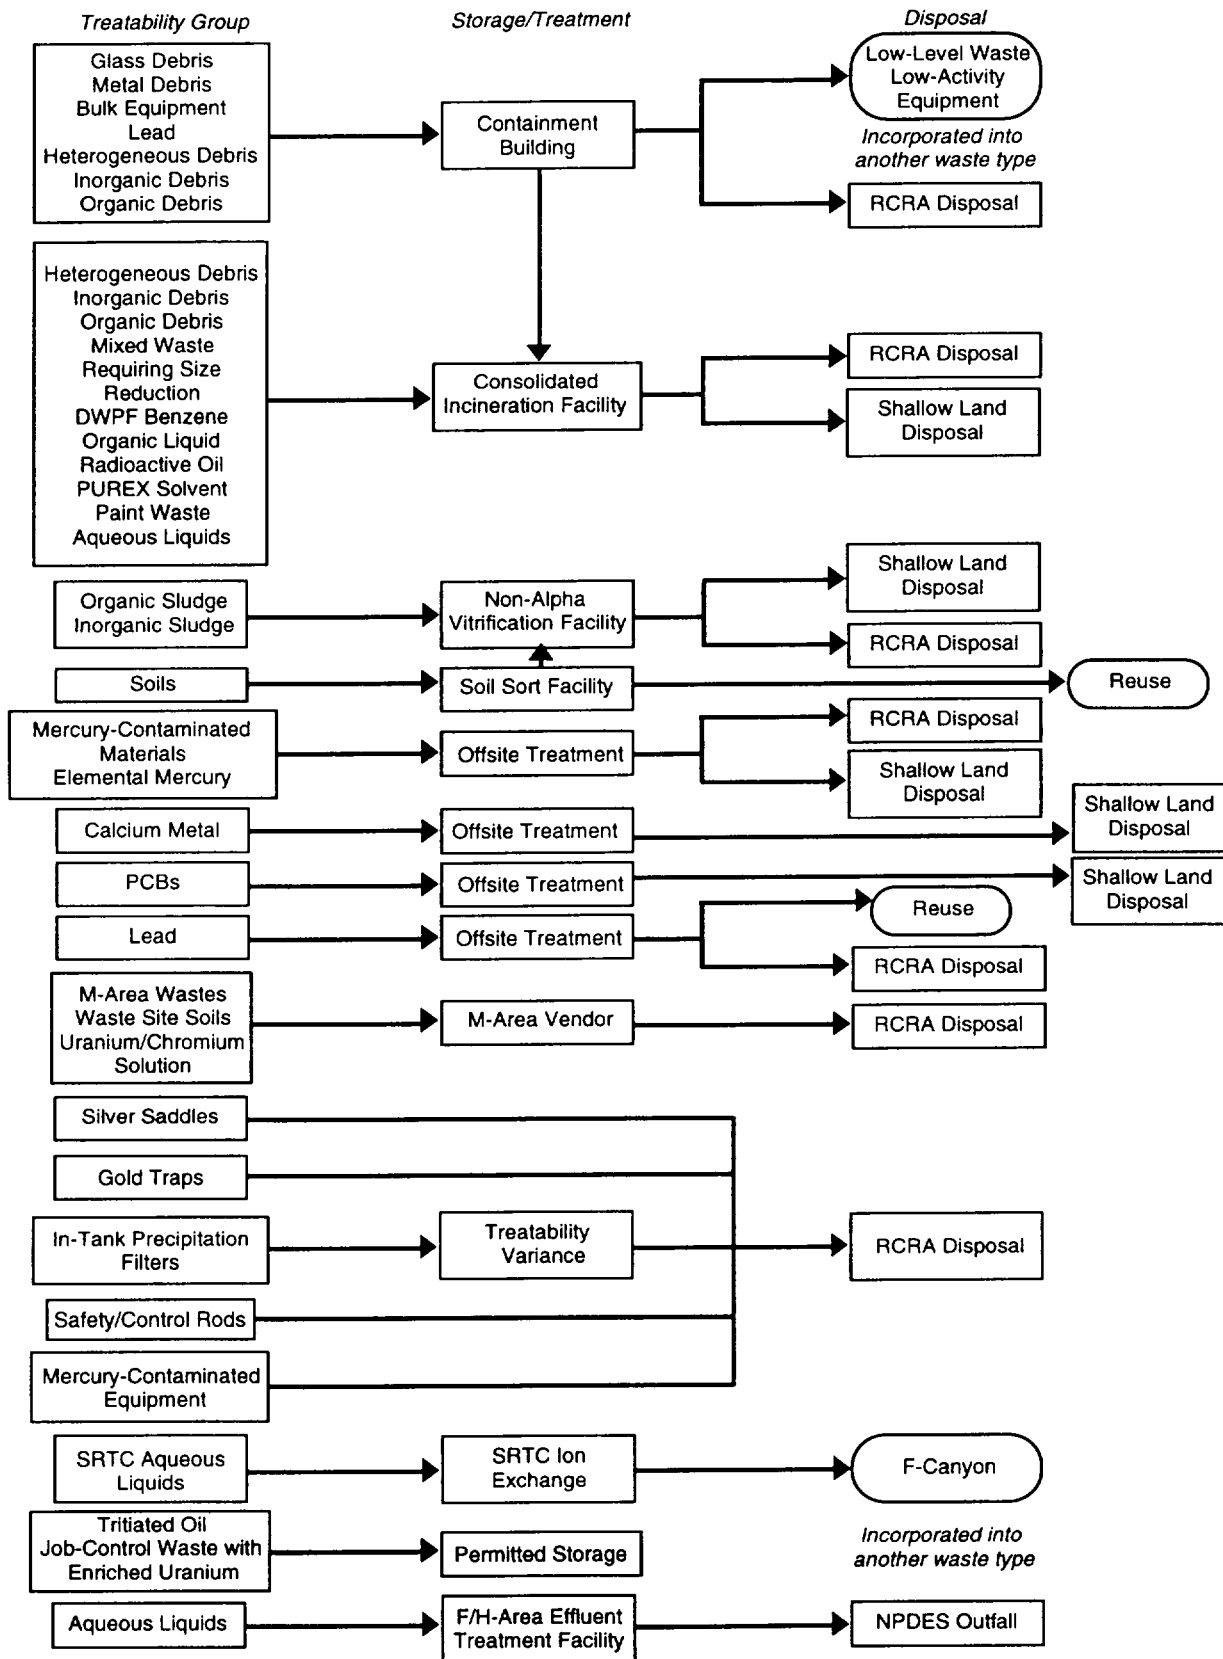 Treatability Group
Storage/Treatment
Disposal
Glass Debris
Metal Debris
Bulk Equipment
Lead
Heterogeneous Debris
Inorganic Debris
Organic Debris
Containment
Building
Low-Level Waste
Low-Activity
Equipment
Incorporated into
another waste type
RCRA Disposal
Heterogeneous Debris
Inorganic Debris
Organic Debris
Mixed Waste
Requiring Size
Reduction
DWPF Benzene
Organic Liquid
Radioactive Oil
PUREX Solvent
Paint Waste
Aqueous Liquids
Consolidated
Incineration Facility
RCRA Disposal
Shallow Land
Disposal
Organic Sludge
Inorganic Sludge
Non-Alpha
Vitrification Facility
Shallow Land
Disposal
RCRA Disposal
Soils
Soil Sort Facility
Reuse
Mercury-Contaminated
Materials
Elemental Mercury
Offsite Treatment
RCRA Disposal
Shallow Land
Disposal
Calcium Metal
Offsite Treatment
Shallow Land
Disposal
PCBs
Offsite Treatment
Shallow Land
Disposal
Lead
Offsite Treatment
Reuse
RCRA Disposal
M-Area Wastes
Waste Site Soils
Uranium/Chromium
Solution
M-Area Vendor
RCRA Disposal
Silver Saddles
Gold Traps
In-Tank Precipitation
Filters
Treatability
Variance
RCRA Disposal
Safety/Control Rods
Mercury-Contaminated
Equipment
SRTC Aqueous
Liquids
SRTC Ion
Exchange
F-Canyon
Incorporated into
another waste type
Tritiated Oil
Job-Control Waste with
Enriched Uranium
Permitted Storage
Aqueous Liquids
F/H-Area Effluent
Treatment Facility
NPDES Outfall